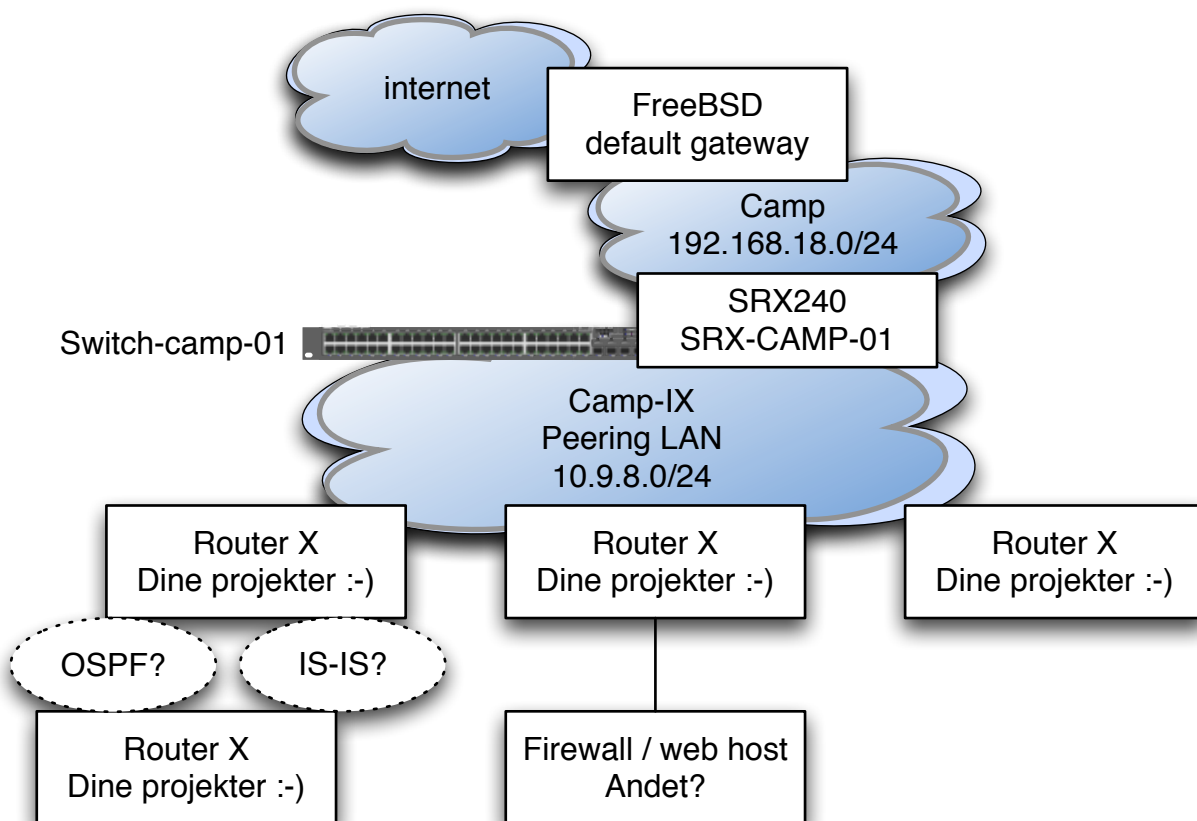 internet
FreeBSD
default gateway
Camp
192.168.18.0/24
SRX240
SRX-CAMP-01
Switch-camp-01
Camp-IX
Peering LAN
10.9.8.0/24
Router X
Dine projekter :-)
Router X
Dine projekter :-)
Router X
Dine projekter :-)
OSPF?
IS-IS?
Router X
Dine projekter :-)
Firewall / web host
Andet?